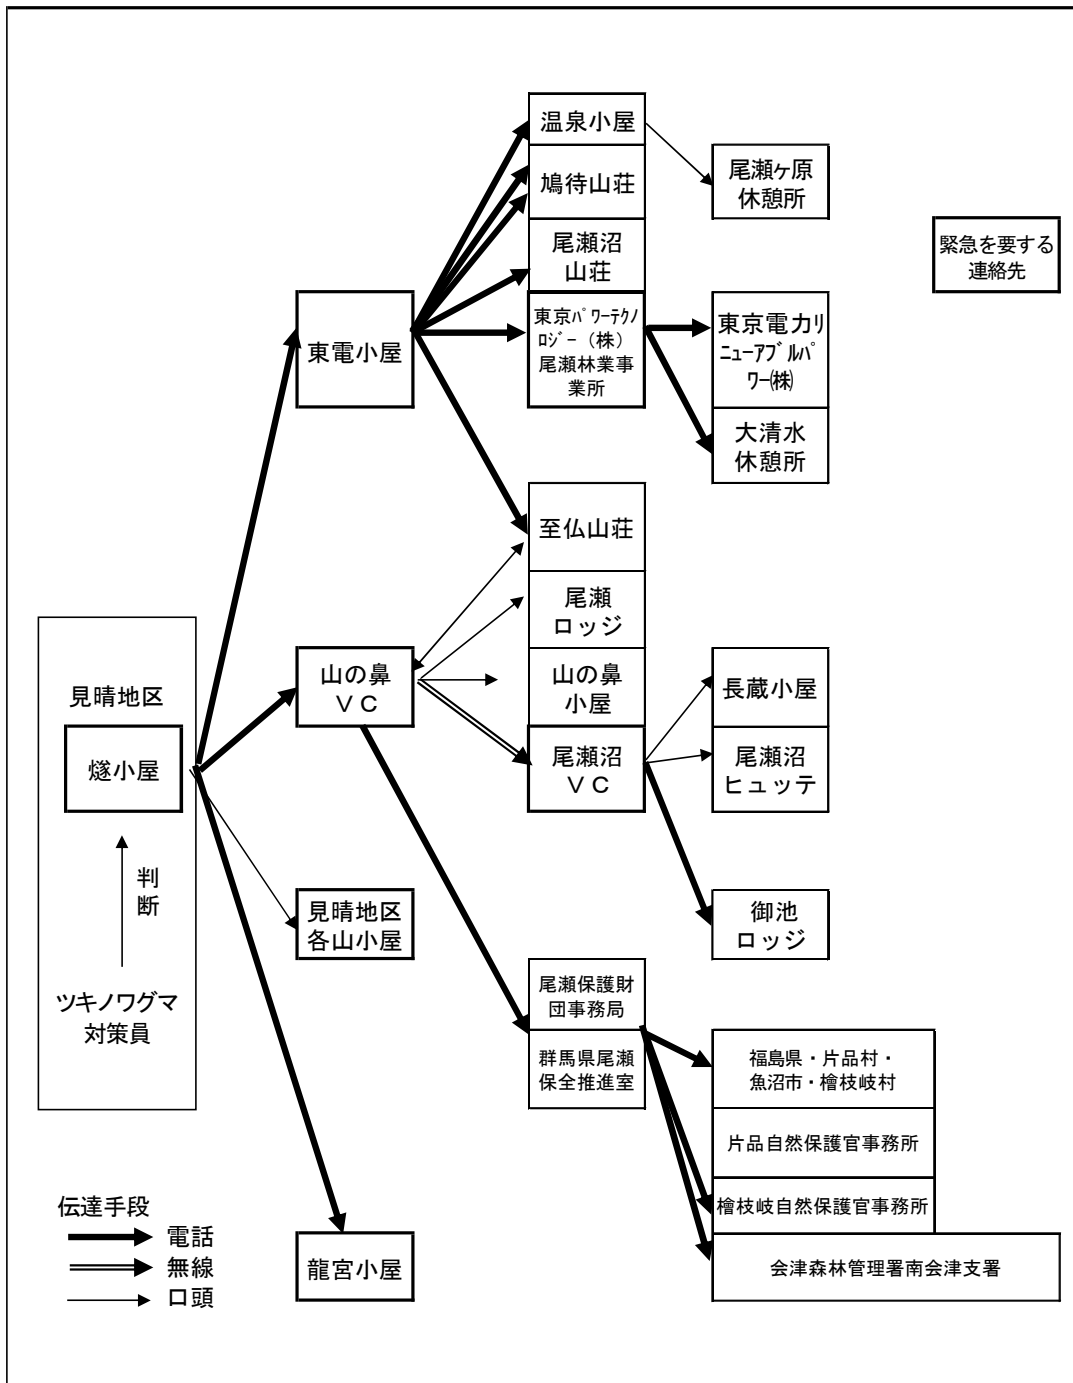 温泉小屋
鳩待山荘
尾瀬沼
山荘
東京パワーテクノ
ロジー（株）
尾瀬林業事
業所
尾瀬ヶ原
休憩所
緊急を要する
連絡先
東京電力リ
ニューアブルパ
ワー㈱
大清水
休憩所
東電小屋
至仏山荘
尾瀬
ロッジ
山の鼻
小屋
尾瀬沼
ＶＣ
山の鼻
ＶＣ
長蔵小屋
尾瀬沼
ヒュッテ
御池
ロッジ
見晴地区
燧小屋
判
断
ツキノワグマ
対策員
見晴地区
各山小屋
尾瀬保護財
団事務局
群馬県尾瀬
保全推進室
福島県・片品村・
魚沼市・檜枝岐村
片品自然保護官事務所
檜枝岐自然保護官事務所
会津森林管理署南会津支署
龍宮小屋
伝達手段
電話
無線
口頭